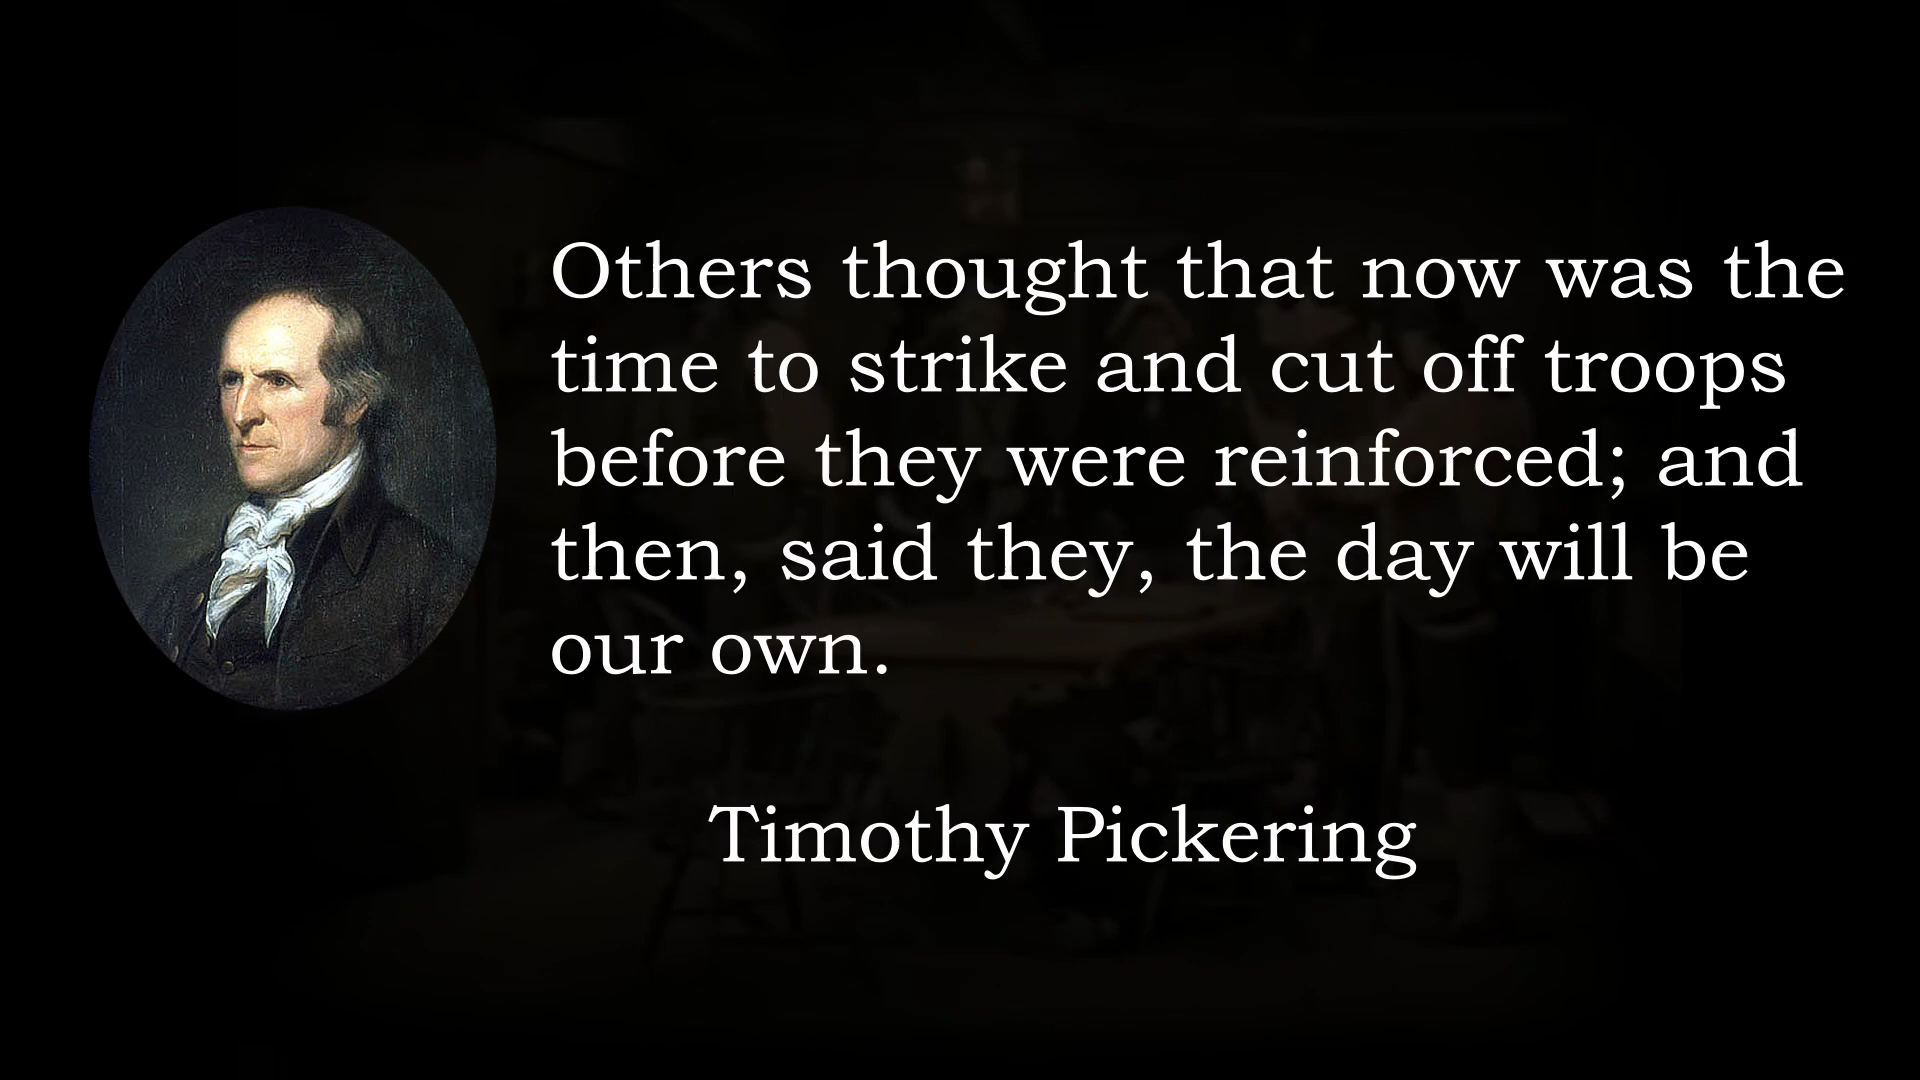 Others thought that now was the
time to strike and cut off troops
before they were reinforced; and
then, said they, the day will be
our own.
Timothy Pickering